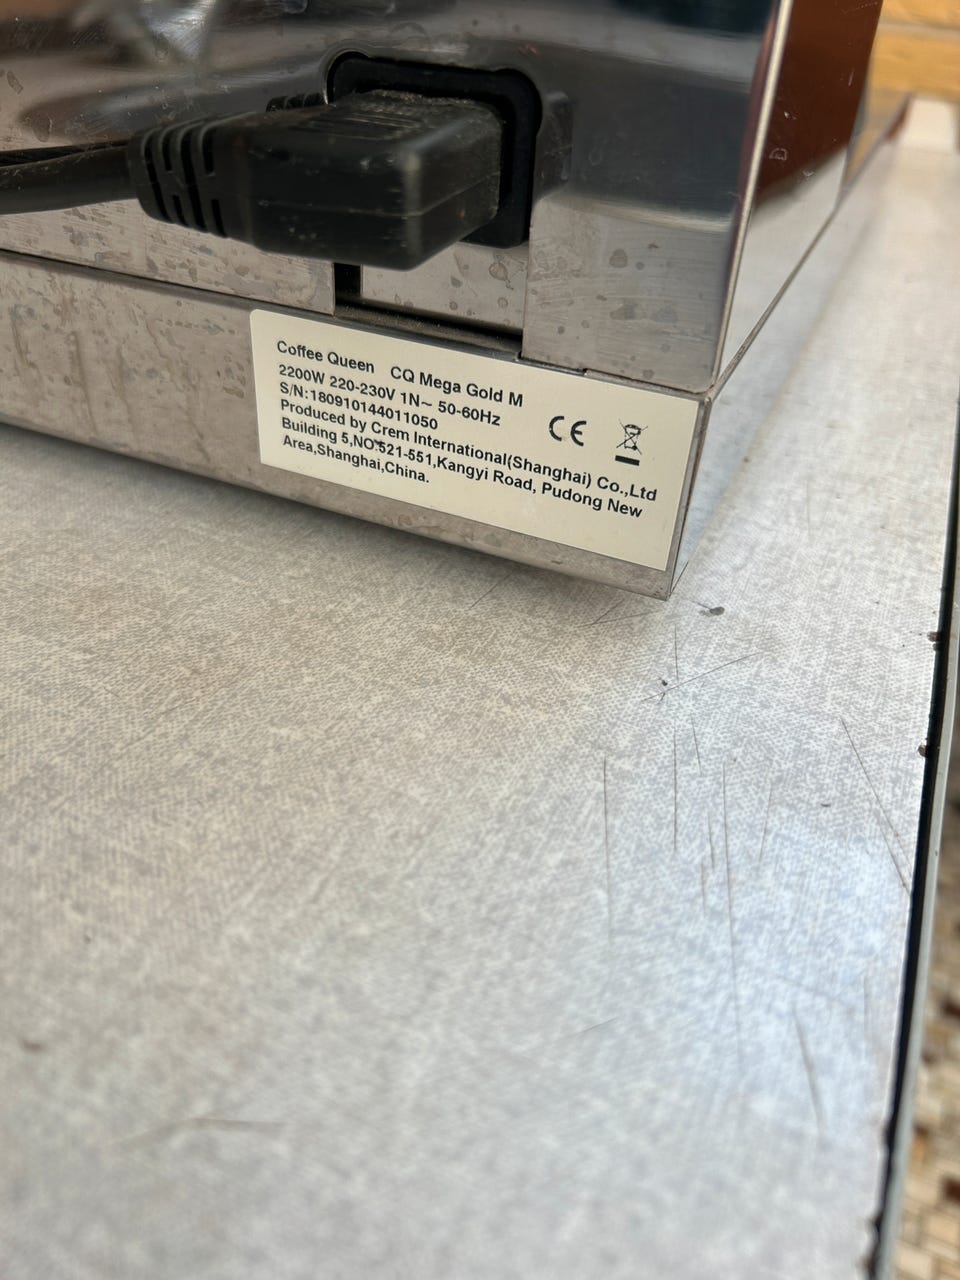 Coffee Queen CQ Mega Gold M
2200W 220-230V 1N~ 50-60Hz
S/N:180910144011050
Produced by Crem International(Shanghai) Co.,Ltd
Building 5,NO:521-551,Kangyi Road, Pudong New
Area,Shanghai,China.
CE